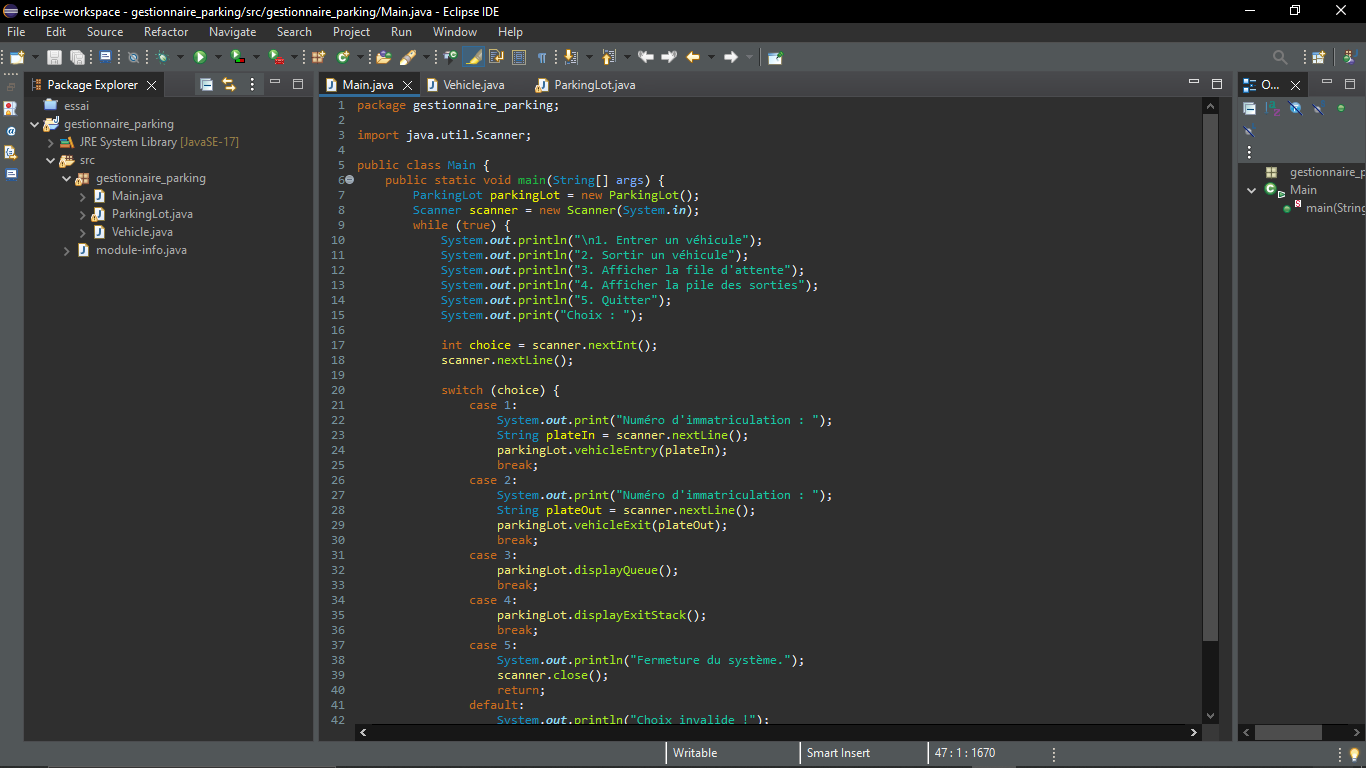 eclipse-workspace - gestionnaire_parking/src/gestionnaire_parking/Main.java - Eclipse IDE
File Edit Source Refactor Navigate Search Project Run Window Help
Package Explorer
essai
gestionnaire_parking
JRE System Library [JavaSE-17]
src
gestionnaire_parking
Main.java
ParkingLot.java
Vehicle.java
module-info.java
Main.java Vehicle.java ParkingLot.java
1 package gestionnaire_parking;
2
3 import java.util.Scanner;
4
5 public class Main {
6 public static void main(String[] args) {
7 ParkingLot parkingLot = new ParkingLot();
8 Scanner scanner = new Scanner(System.in);
9 while (true) {
10 System.out.println("\n1. Entrer un véhicule");
11 System.out.println("2. Sortir un véhicule");
12 System.out.println("3. Afficher la file d'attente");
13 System.out.println("4. Afficher la pile des sorties");
14 System.out.println("5. Quitter");
15 System.out.print("Choix : ");
16
17 int choice = scanner.nextInt();
18 scanner.nextLine();
19
20 switch (choice) {
21 case 1:
22 System.out.print("Numéro d'immatriculation : ");
23 String plateIn = scanner.nextLine();
24 parkingLot.vehicleEntry(plateIn);
25 break;
26 case 2:
27 System.out.print("Numéro d'immatriculation : ");
28 String plateOut = scanner.nextLine();
29 parkingLot.vehicleExit(plateOut);
30 break;
31 case 3:
32 parkingLot.displayQueue();
33 break;
34 case 4:
35 parkingLot.displayExitStack();
36 break;
37 case 5:
38 System.out.println("Fermeture du système.");
39 scanner.close();
40 return;
41 default:
42 System.out.println("Choix invalide !");
O...
gestionnaire_p
Main
main(String
Writable Smart Insert 47 : 1 : 1670